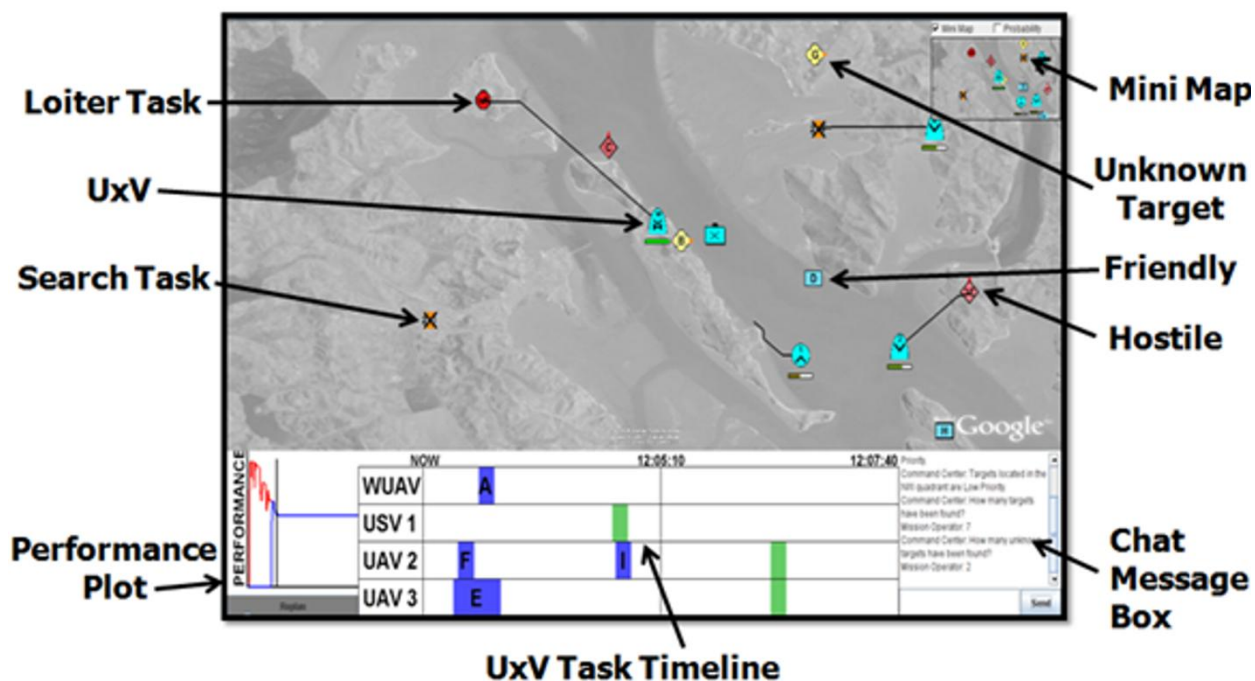 Mini Map
Probability
G
Loiter Task
Mini Map
C
Unknown
Target
UxV
B
Search Task
D
Friendly
Hostile
H
Google
NOW
12:05:10
12:07:40
PERFORMANCE
WUAV
A
USV 1
UAV 2
F
I
UAV 3
E
Replan
Priority
Command Center: Targets located in the
NW quadrant are Low Priority
Command Center: How many targets
have been found?
Mission Operator: 7
Command Center: How many unknown
targets have been found?
Mission Operator: 2
Send
Performance
Plot
Chat
Message
Box
UxV Task Timeline